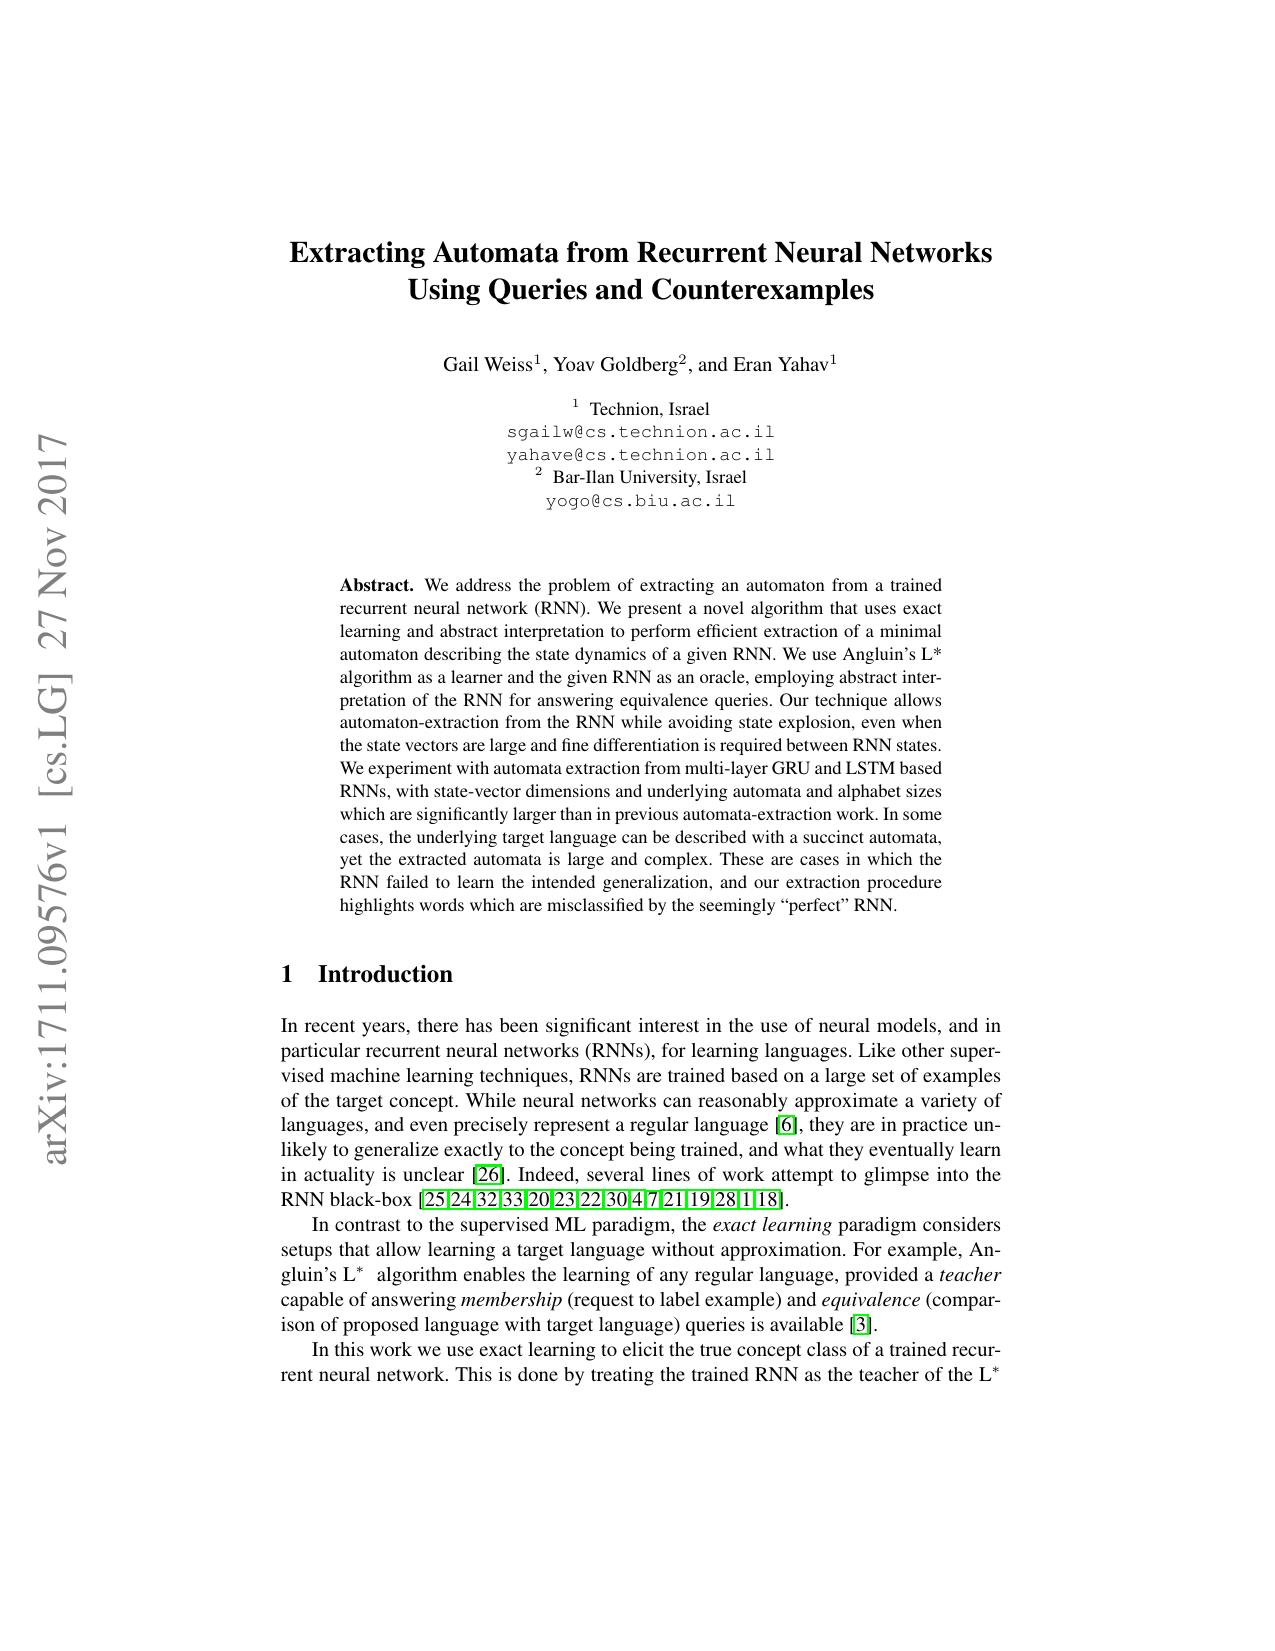 arXiv:1711.09576v1 [cs.LG] 27 Nov 2017
Extracting Automata from Recurrent Neural Networks
Using Queries and Counterexamples
Gail Weiss1, Yoav Goldberg2, and Eran Yahav1
1 Technion, Israel
sgailw@cs.technion.ac.il
yahave@cs.technion.ac.il
2 Bar-Ilan University, Israel
yogo@cs.biu.ac.il
Abstract. We address the problem of extracting an automaton from a trained
recurrent neural network (RNN). We present a novel algorithm that uses exact
learning and abstract interpretation to perform efficient extraction of a minimal
automaton describing the state dynamics of a given RNN. We use Angluin's L*
algorithm as a learner and the given RNN as an oracle, employing abstract inter-
pretation of the RNN for answering equivalence queries. Our technique allows
automaton-extraction from the RNN while avoiding state explosion, even when
the state vectors are large and fine differentiation is required between RNN states.
We experiment with automata extraction from multi-layer GRU and LSTM based
RNNs, with state-vector dimensions and underlying automata and alphabet sizes
which are significantly larger than in previous automata-extraction work. In some
cases, the underlying target language can be described with a succinct automata,
yet the extracted automata is large and complex. These are cases in which the
RNN failed to learn the intended generalization, and our extraction procedure
highlights words which are misclassified by the seemingly “perfect” RNN.
1 Introduction
In recent years, there has been significant interest in the use of neural models, and in
particular recurrent neural networks (RNNs), for learning languages. Like other super-
vised machine learning techniques, RNNs are trained based on a large set of examples
of the target concept. While neural networks can reasonably approximate a variety of
languages, and even precisely represent a regular language [6], they are in practice un-
likely to generalize exactly to the concept being trained, and what they eventually learn
in actuality is unclear [26]. Indeed, several lines of work attempt to glimpse into the
RNN black-box [25,24,32,33,20,23,22,30,4,7,21,19,28,1,18].
In contrast to the supervised ML paradigm, the exact learning paradigm considers
setups that allow learning a target language without approximation. For example, An-
gluin's L* algorithm enables the learning of any regular language, provided a teacher
capable of answering membership (request to label example) and equivalence (compar-
ison of proposed language with target language) queries is available [3].
In this work we use exact learning to elicit the true concept class of a trained recur-
rent neural network. This is done by treating the trained RNN as the teacher of the L*